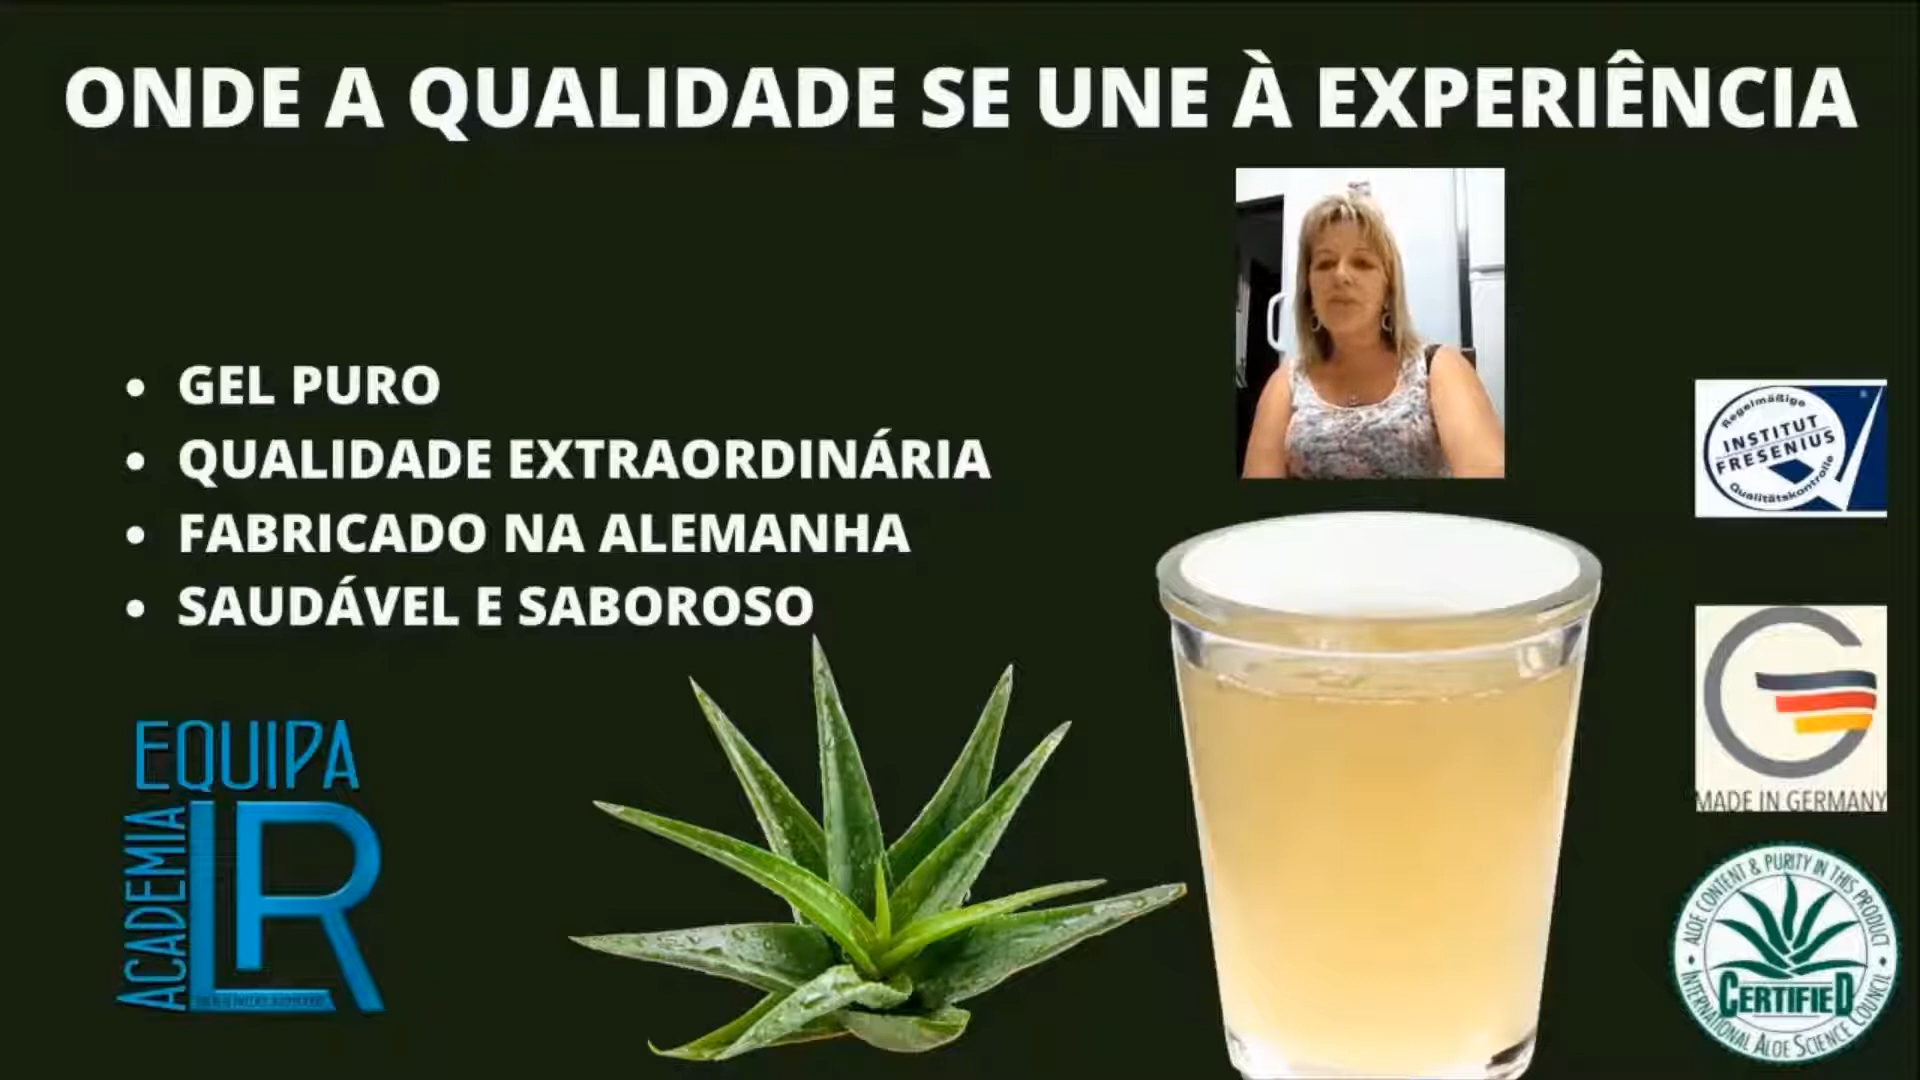 ONDE A QUALIDADE SE UNE À EXPERIÊNCIA
• GEL PURO
• QUALIDADE EXTRAORDINÁRIA
• FABRICADO NA ALEMANHA
• SAUDÁVEL E SABOROSO
EQUIPA
ACADEMIA
LR
Regelmäßige
INSTITUT
FRESENIUS
Qualitätskontrolle
MADE IN GERMANY
ALOE CONTENT & PURITY IN THIS PRODUCT
CERTIFIED
INTERNATIONAL ALOE SCIENCE COUNCIL